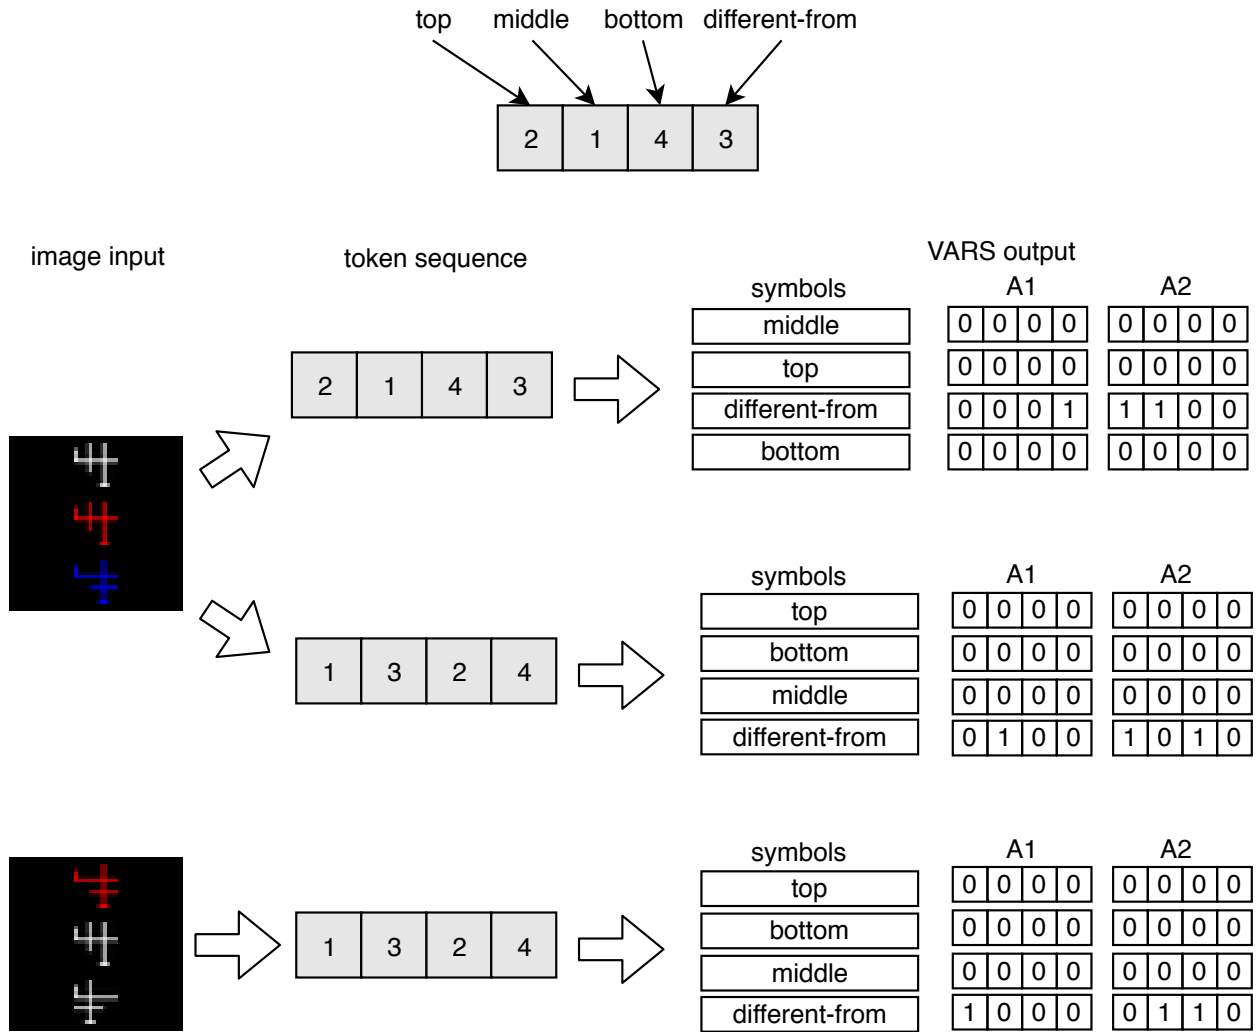 top middle bottom different-from
2 1 4 3
image input
token sequence
VARS output
symbols A1 A2
middle 0 0 0 0 0 0 0 0
top 0 0 0 0 0 0 0 0
different-from 0 0 0 1 1 1 0 0
bottom 0 0 0 0 0 0 0 0
2 1 4 3
symbols A1 A2
top 0 0 0 0 0 0 0 0
bottom 0 0 0 0 0 0 0 0
middle 0 0 0 0 0 0 0 0
different-from 0 1 0 0 1 0 1 0
1 3 2 4
symbols A1 A2
top 0 0 0 0 0 0 0 0
bottom 0 0 0 0 0 0 0 0
middle 0 0 0 0 0 0 0 0
different-from 1 0 0 0 0 1 1 0
1 3 2 4